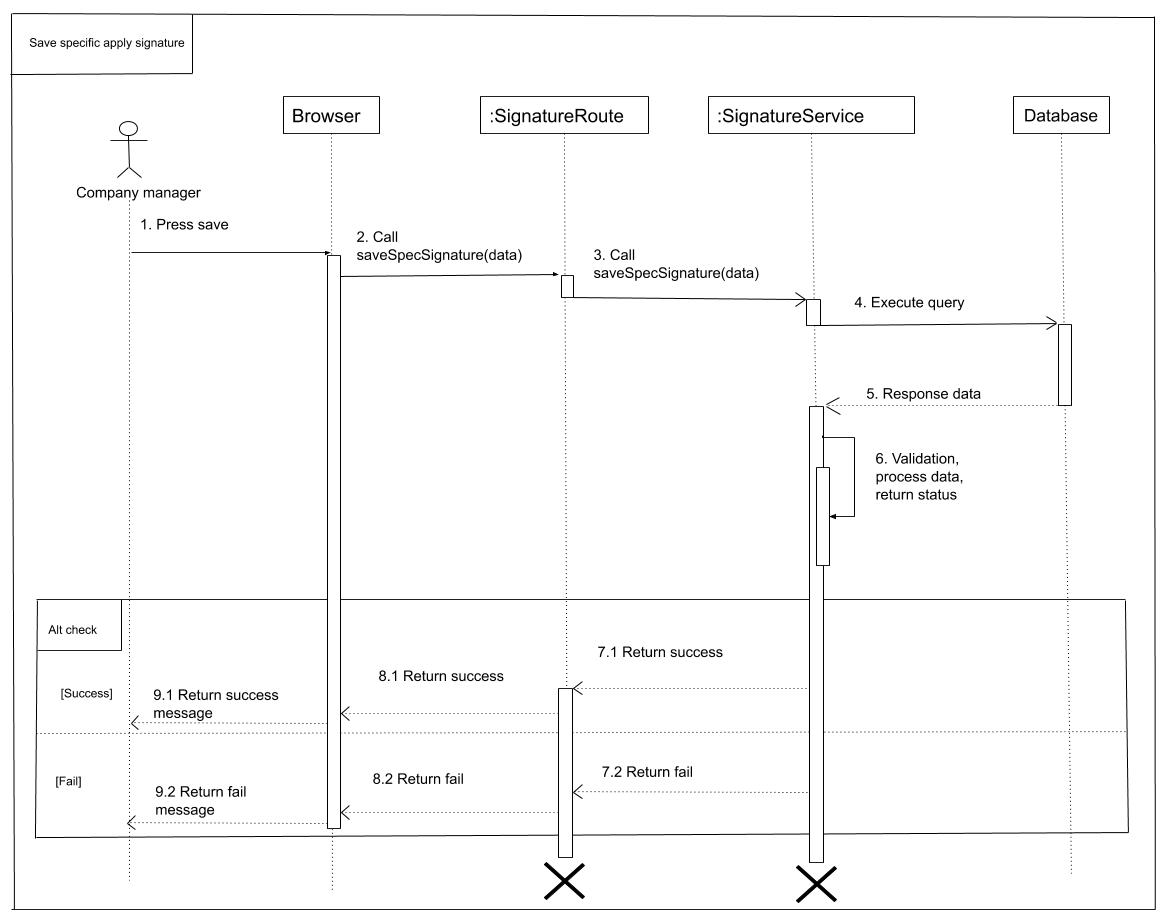 Save specific apply signature
Browser
:SignatureRoute
:SignatureService
Database
Company manager
1. Press save
2. Call
saveSpecSignature(data)
3. Call
saveSpecSignature(data)
4. Execute query
5. Response data
6. Validation,
process data,
return status
Alt check
7.1 Return success
8.1 Return success
[Success]
9.1 Return success
message
7.2 Return fail
8.2 Return fail
[Fail]
9.2 Return fail
message